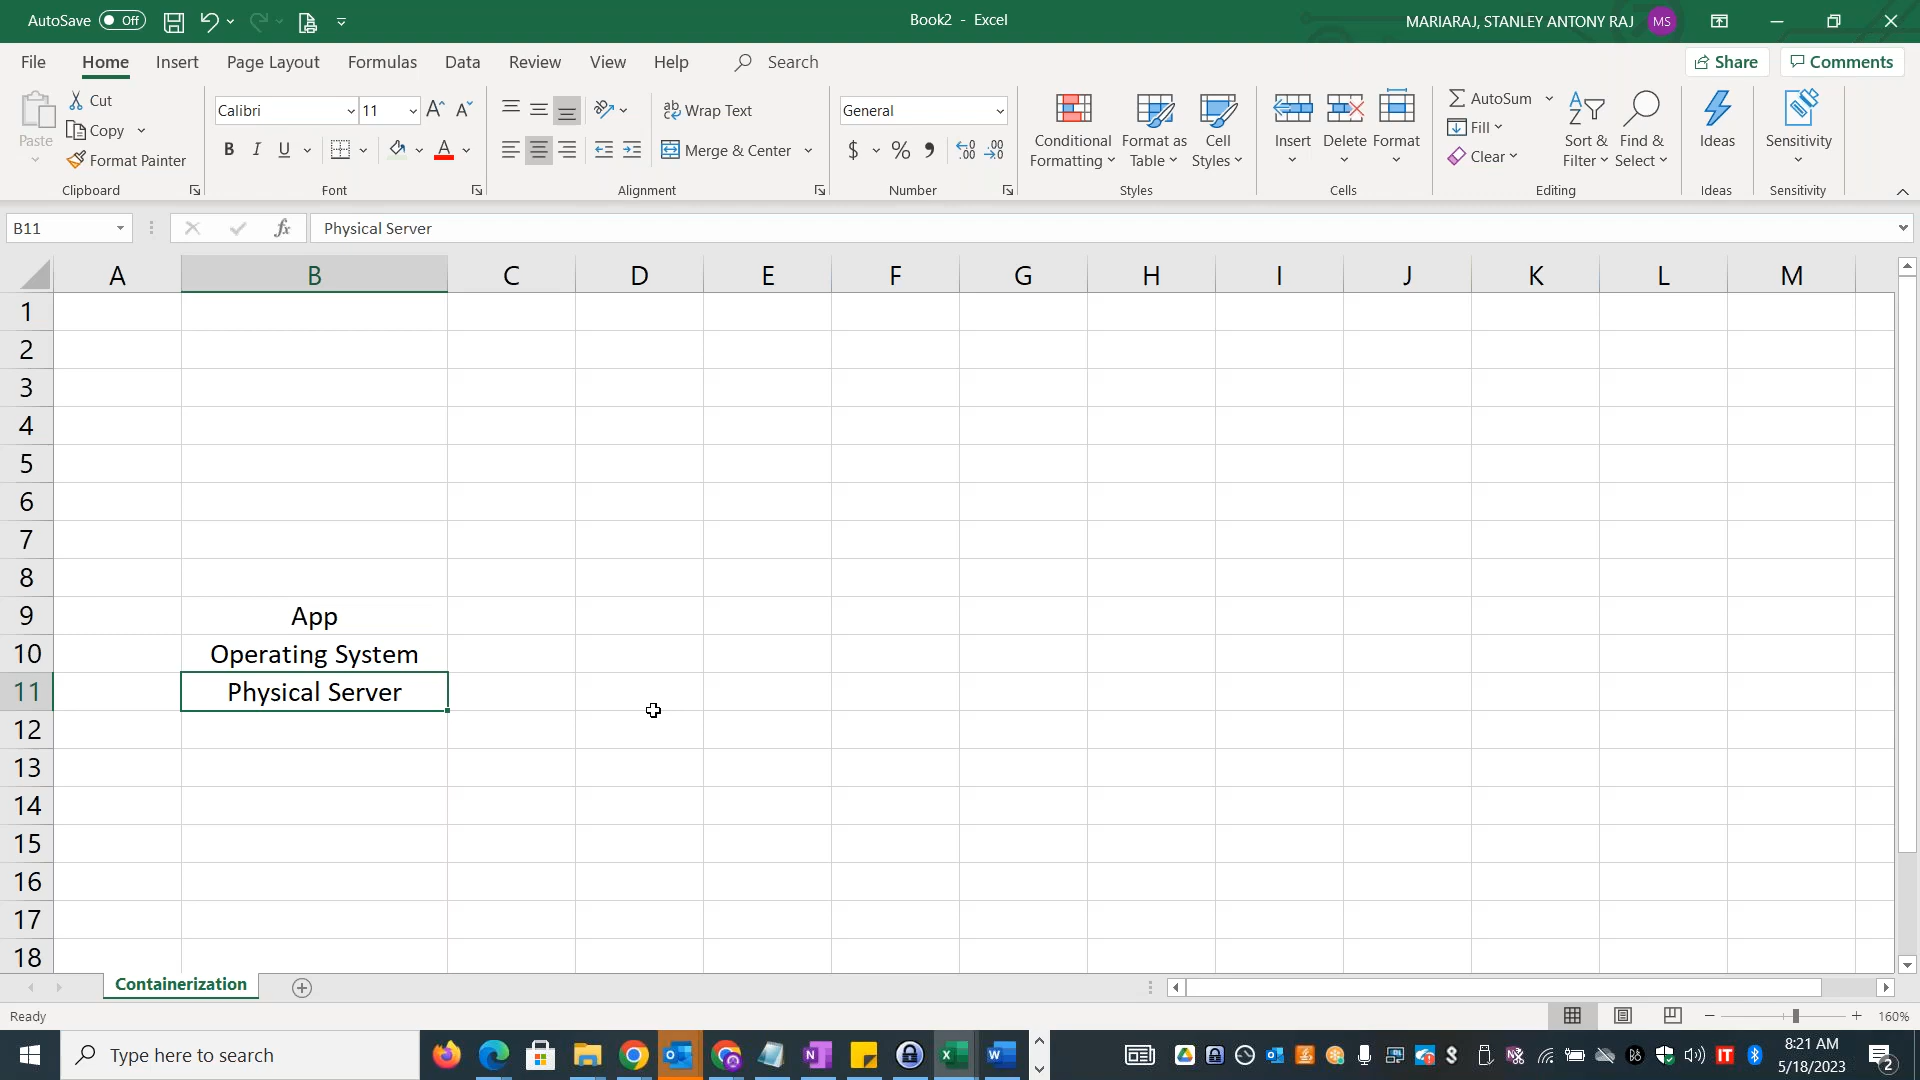 AutoSave Off
Book2 - Excel
MARIARAJ, STANLEY ANTONY RAJ MS
File Home Insert Page Layout Formulas Data Review View Help Search
Share Comments
Paste
Cut
Copy
Format Painter
Clipboard
Calibri 11
B I U A
Font
ab Wrap Text
Merge & Center
Alignment
General
$ % 9 .00
Number
Conditional Formatting
Format as Table
Cell Styles
Styles
Insert
Delete
Format
Cells
AutoSum
Fill
Clear
Sort & Filter
Find & Select
Editing
Ideas
Ideas
Sensitivity
Sensitivity
B11 fx Physical Server
A B C D E F G H I J K L M
1
2
3
4
5
6
7
8
9 App
10 Operating System
11 Physical Server
12
13
14
15
16
17
18
Containerization
Ready
160%
Type here to search
8:21 AM
5/18/2023
2